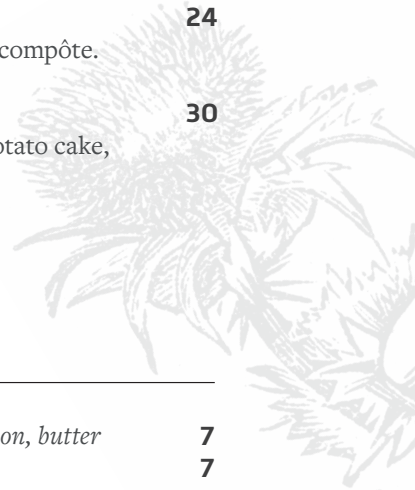 24
compôte.
30
otato cake,
on, butter 7
7